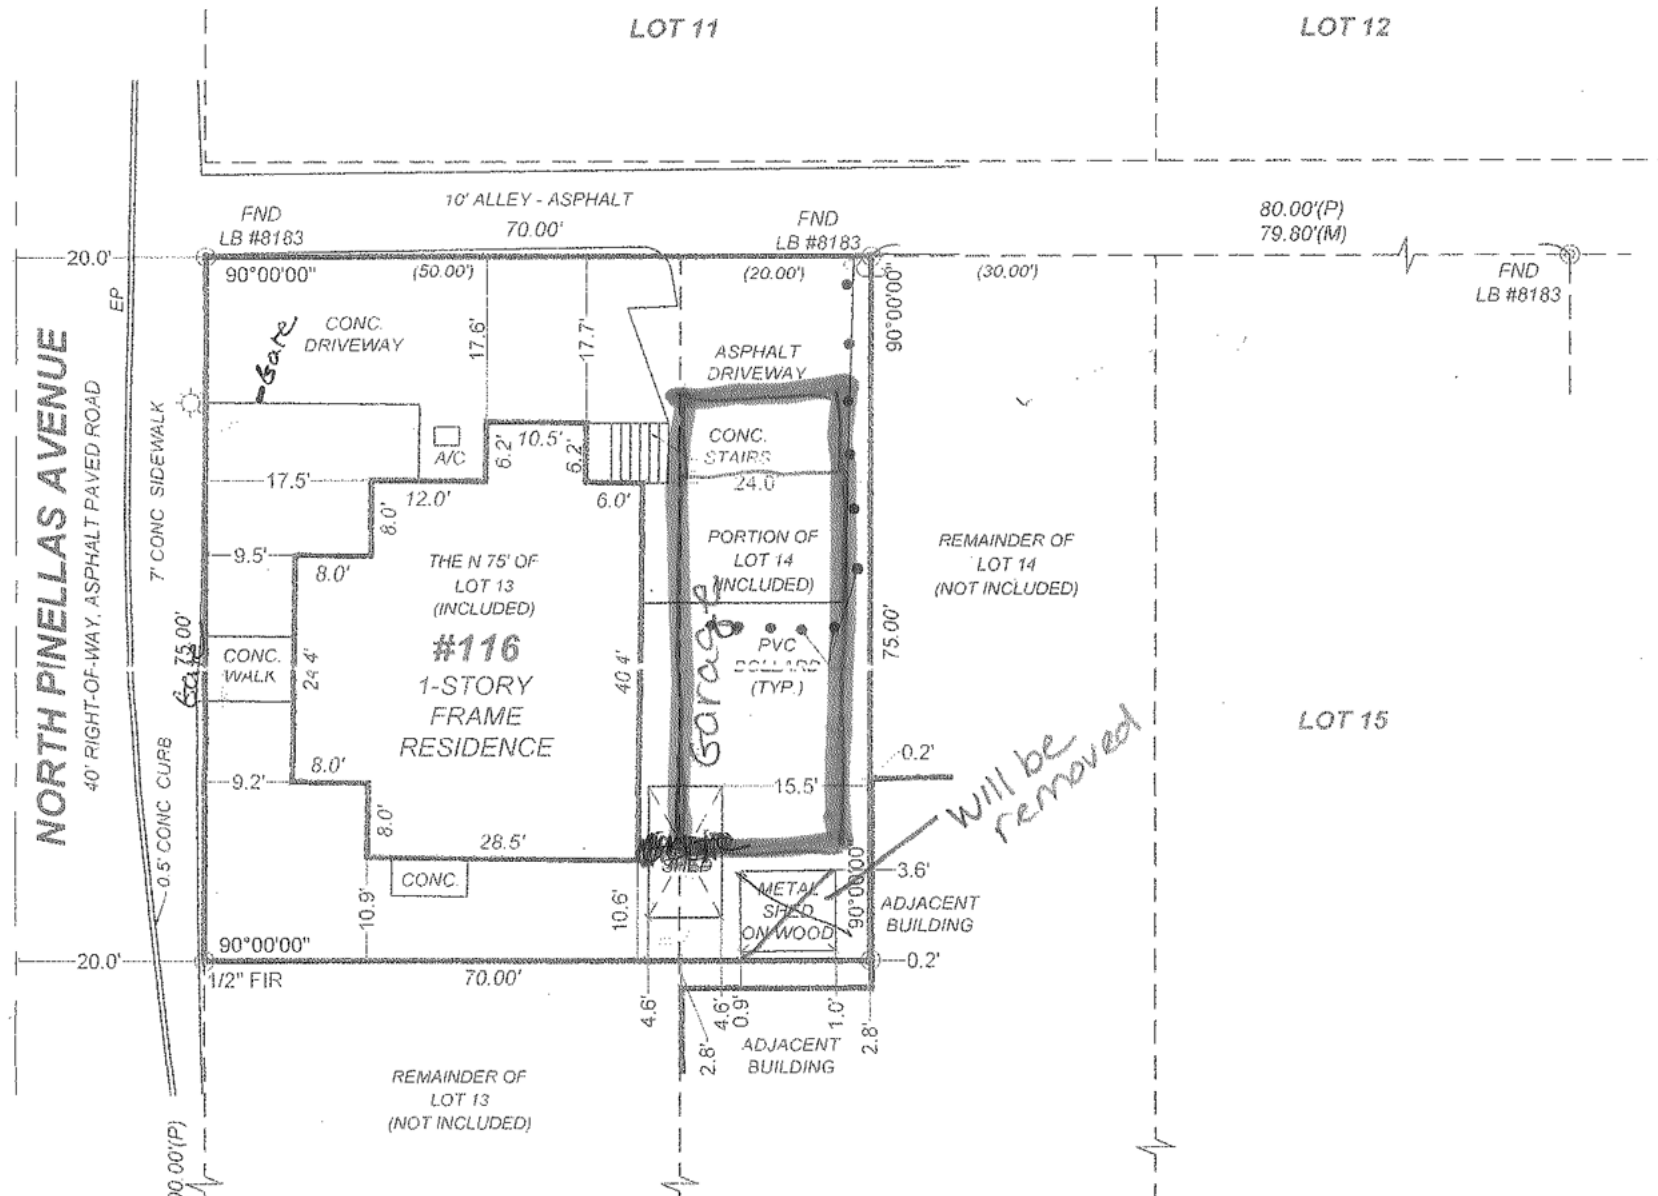 LOT 11
LOT 12
10' ALLEY - ASPHALT
70.00'
FND
LB #8183
FND
LB #8183
80.00'(P)
79.80'(M)
FND
LB #8183
20.0'
90°00'00"
(50.00')
(20.00')
(30.00')
90°00'00"
EP
CONC.
DRIVEWAY
Gate
17.6'
17.7'
ASPHALT
DRIVEWAY
NORTH PINELLAS AVENUE
40' RIGHT-OF-WAY, ASPHALT PAVED ROAD
7' CONC SIDEWALK
A/C
6.2'
10.5'
6.2'
CONC.
STAIRS
24.0
17.5'
12.0'
6.0'
8.0'
9.5'
8.0'
THE N 75' OF
LOT 13
(INCLUDED)
PORTION OF
LOT 14
(INCLUDED)
REMAINDER OF
LOT 14
(NOT INCLUDED)
#116
1-STORY
FRAME
RESIDENCE
75.00'
Gate
CONC.
WALK
24.4'
40.4'
Garage
PVC
BOLLARD
(TYP.)
75.00'
LOT 15
will be
removed
0.2'
9.2'
8.0'
8.0'
28.5'
15.5'
0.5' CONC CURB
CONC.
SHED
METAL
SHED
ON WOOD
90°00'00
3.6'
ADJACENT
BUILDING
10.9'
10.6'
20.0'
90°00'00"
1/2" FIR
70.00'
0.2'
4.6'
2.8'
4.6'
0.9'
1.0'
2.8'
ADJACENT
BUILDING
REMAINDER OF
LOT 13
(NOT INCLUDED)
00.00'(P)